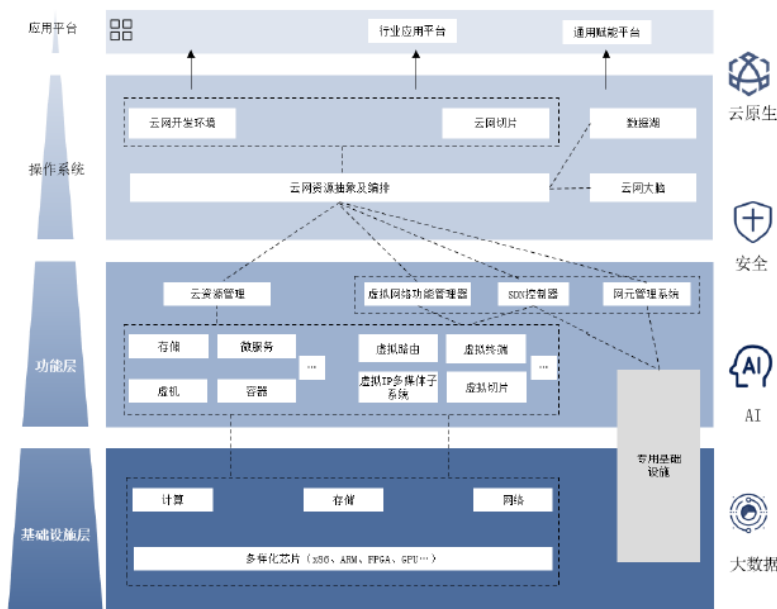 应用平台
行业应用平台
通用赋能平台
云原生
云网开发环境
云网切片
数据湖
操作系统
云网资源抽象及编排
云网大脑
安全
云资源管理
虚拟网络功能管理器
SDN控制器
网元管理系统
功能层
存储
微服务
...
虚拟路由
虚拟终端
...
虚机
容器
虚拟IP多媒体子
系统
虚拟切片
AI
AI
专用基础
设施
基础设施层
计算
存储
网络
多样化芯片(x86、ARM、FPGA、GPU…)
大数据